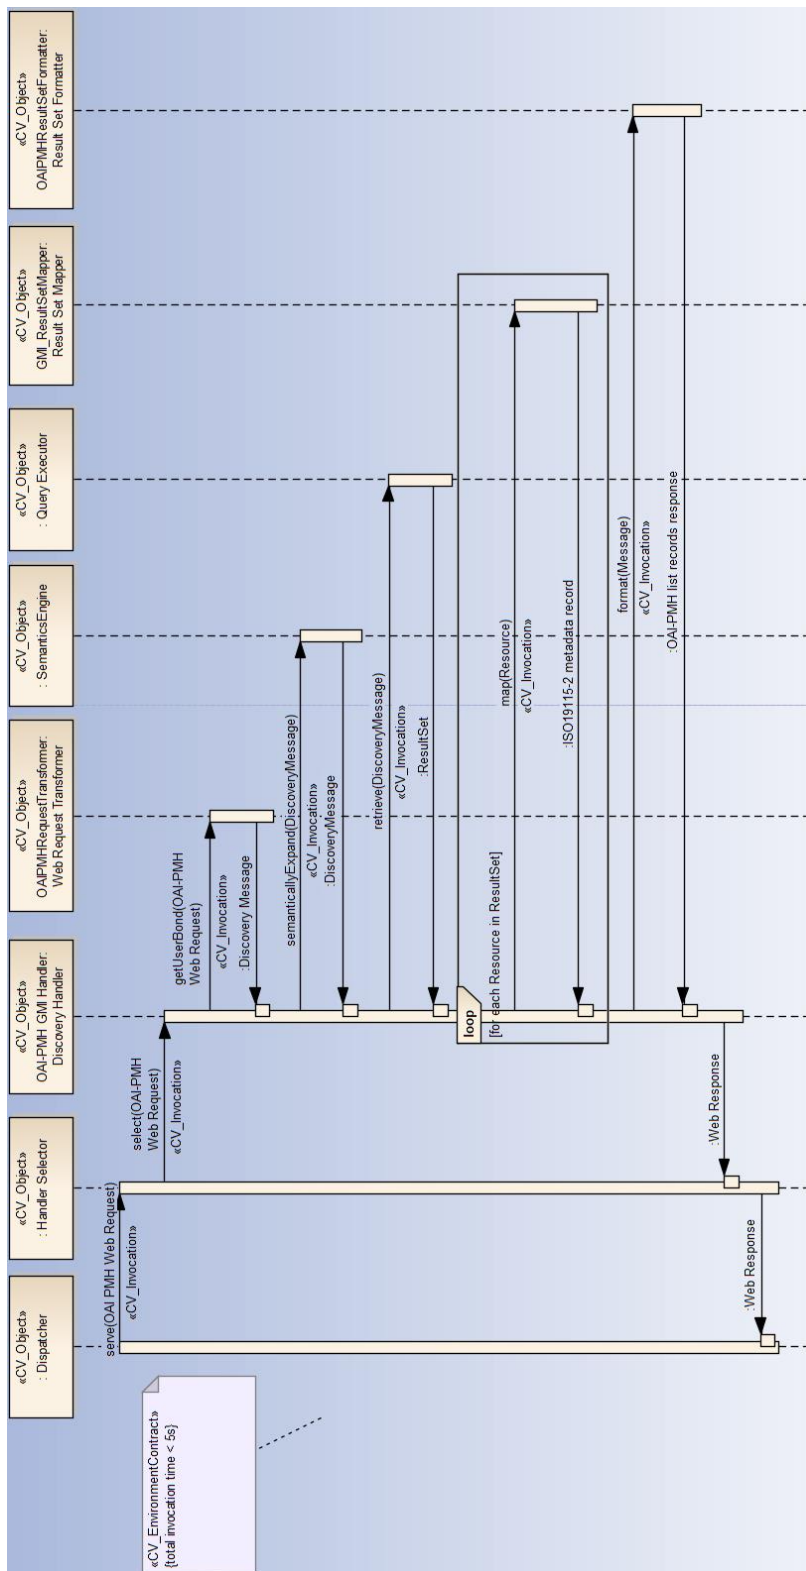 «CV_Object»
: Dispatcher
«CV_Object»
: Handler Selector
«CV_Object»
OAI-PMH GMI Handler:
Discovery Handler
«CV_Object»
OAIPMHRequestTransformer:
Web Request Transformer
«CV_Object»
: SemanticsEngine
«CV_Object»
: Query Executor
«CV_Object»
GMI_ResultSetMapper:
Result Set Mapper
«CV_Object»
OAIPMHResultSetFormatter:
Result Set Formatter
«CV_EnvironmentContract»
{total invocation time < 5s}
serve(OAI PMH Web Request)
«CV_Invocation»
select(OAI-PMH
Web Request)
«CV_Invocation»
getUserBond(OAI-PMH
Web Request)
«CV_Invocation»
:Discovery Message
semanticallyExpand(DiscoveryMessage)
«CV_Invocation»
:DiscoveryMessage
retrieve(DiscoveryMessage)
«CV_Invocation»
:ResultSet
loop
[for each Resource in ResultSet]
map(Resource)
«CV_Invocation»
:ISO19115-2 metadata record
format(Message)
«CV_Invocation»
:OAI-PMH list records response
:Web Response
:Web Response